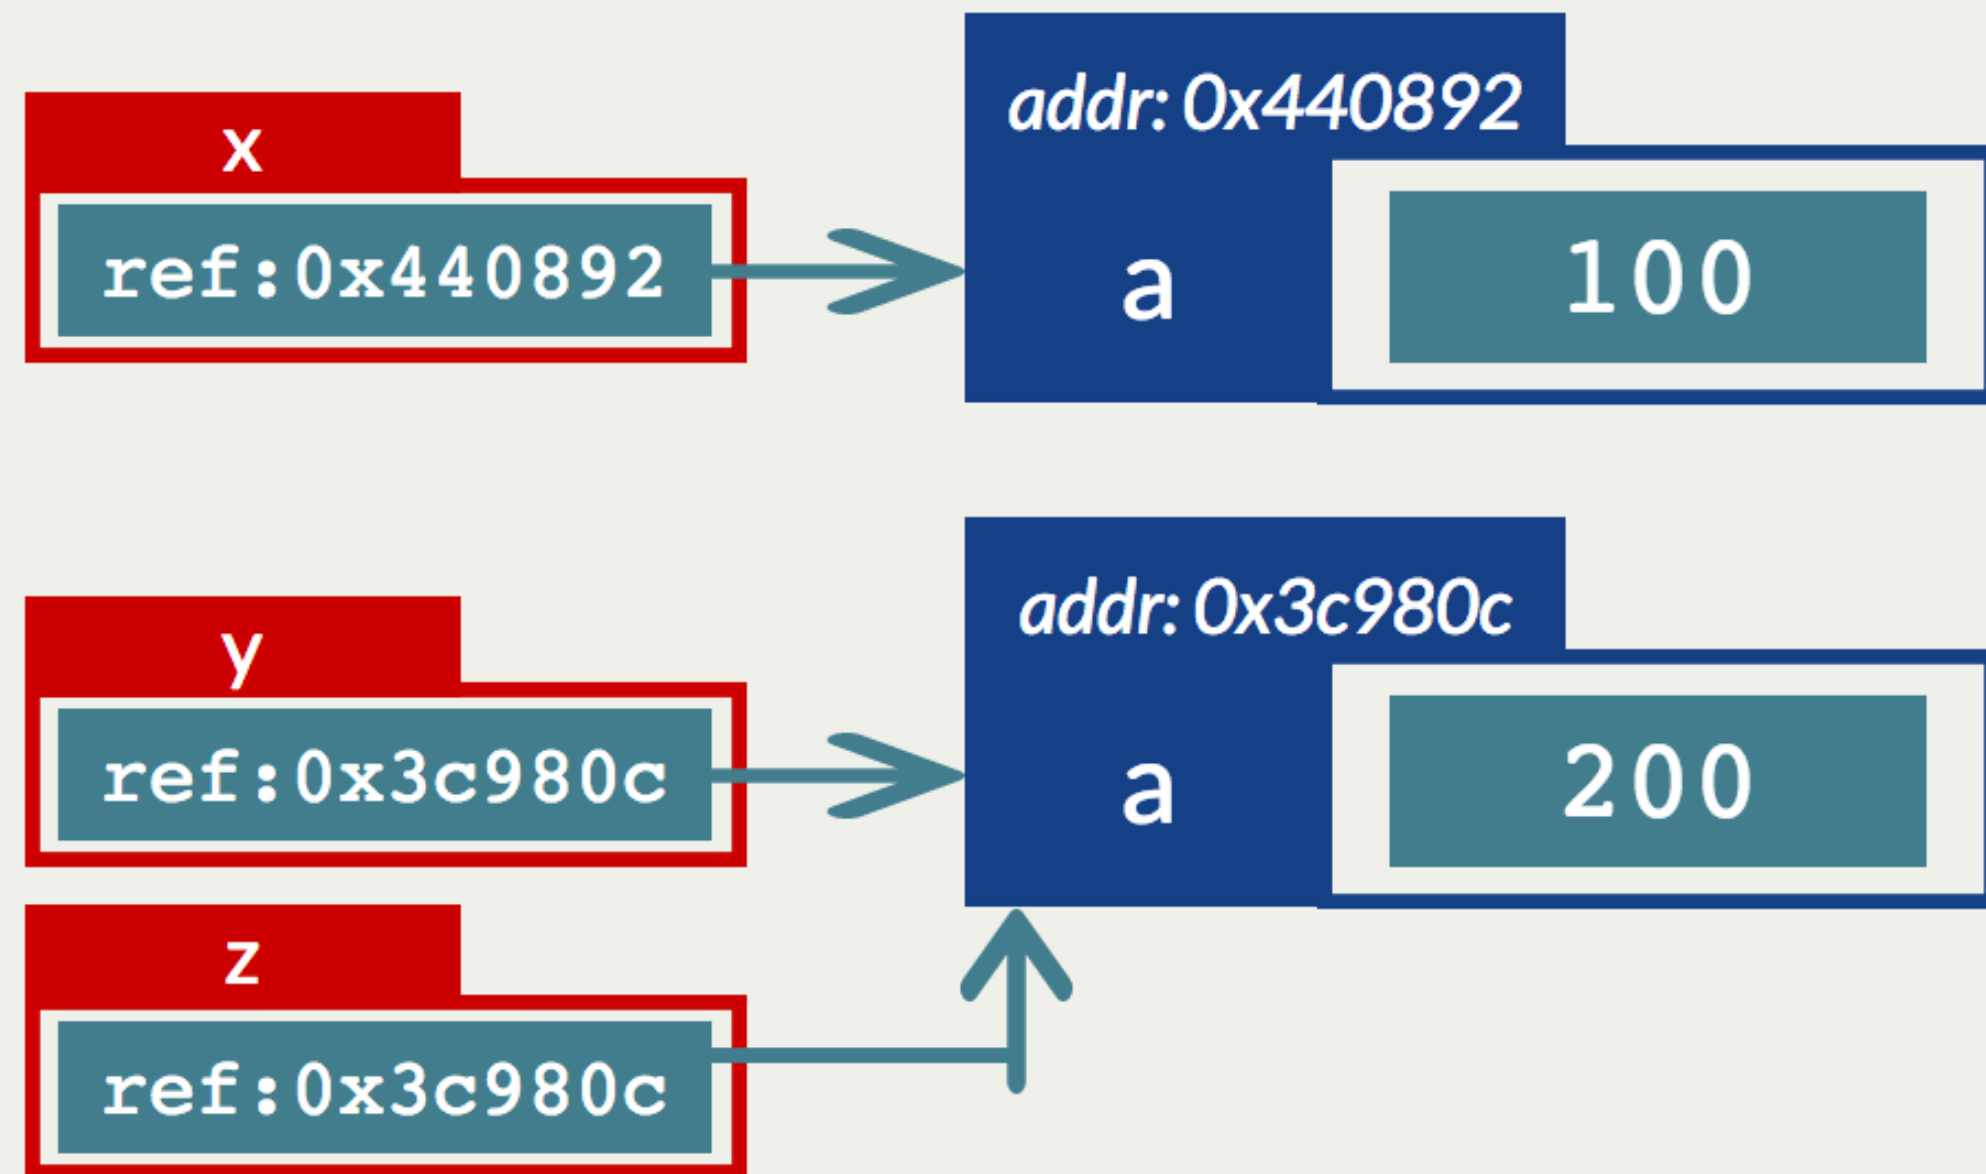 addr: 0x440892
x
ref:0x440892
a
100
addr: 0x3c980c
y
ref:0x3c980c
a
200
z
ref:0x3c980c